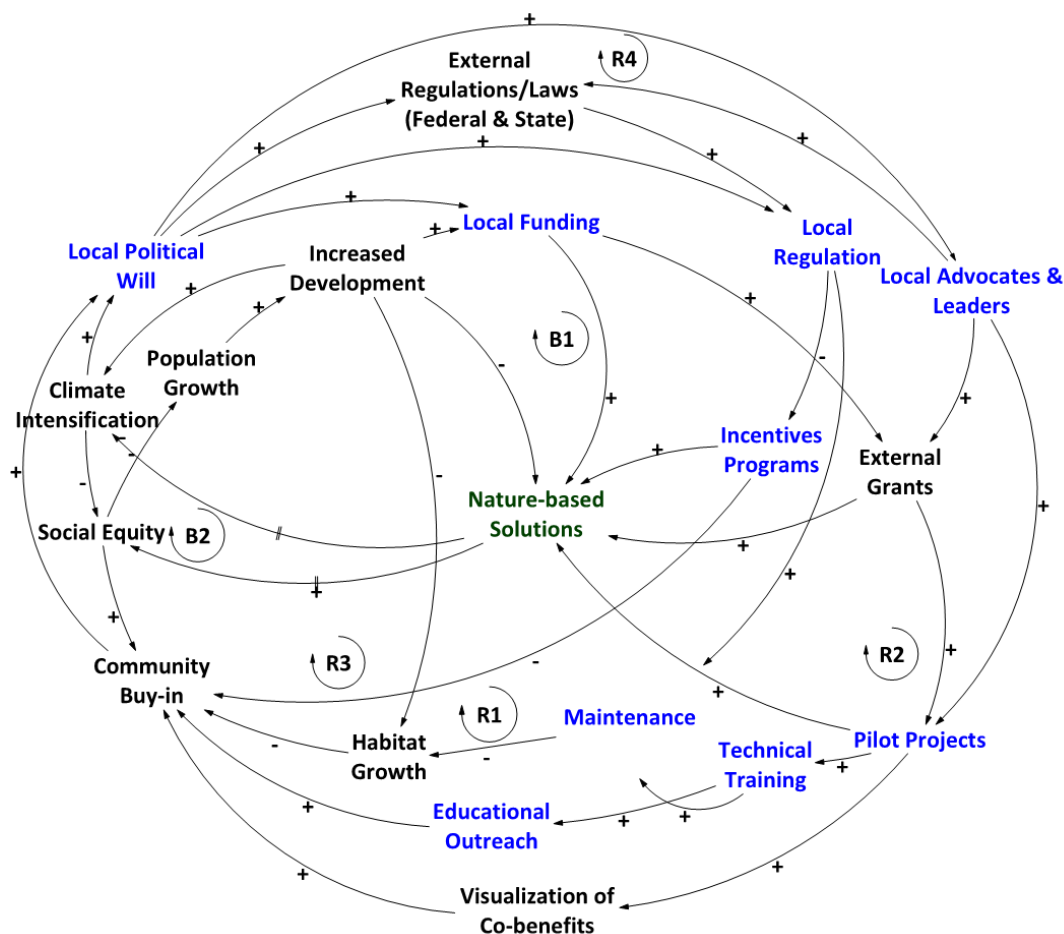 +
External
Regulations/Laws
(Federal & State)
R4
+
+
+
+
+
Local Political
Will
Local Funding
Local
Regulation
Local Advocates &
Leaders
Increased
Development
+
+
+
+
+
B1
-
-
Population
Growth
Climate
Intensification
-
-
+
+
Incentives
Programs
+
External
Grants
+
-
-
Nature-based
Solutions
Social Equity
B2
//
||
+
+
+
+
+
Community
Buy-in
R3
-
+
R2
+
R1
Maintenance
-
-
Habitat
Growth
Technical
Training
+
Pilot Projects
Educational
Outreach
+
+
+
+
+
Visualization of
Co-benefits